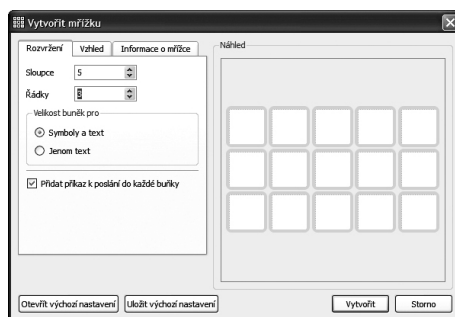 Vytvořit mřížku
Rozvržení Vzhled Informace o mřížce
Sloupce 5
Řádky 3
Velikost buněk pro
Symboly a text
Jenom text
Přidat příkaz k poslání do každé buňky
Náhled
Otevřít výchozí nastavení Uložit výchozí nastavení Vytvořit Storno